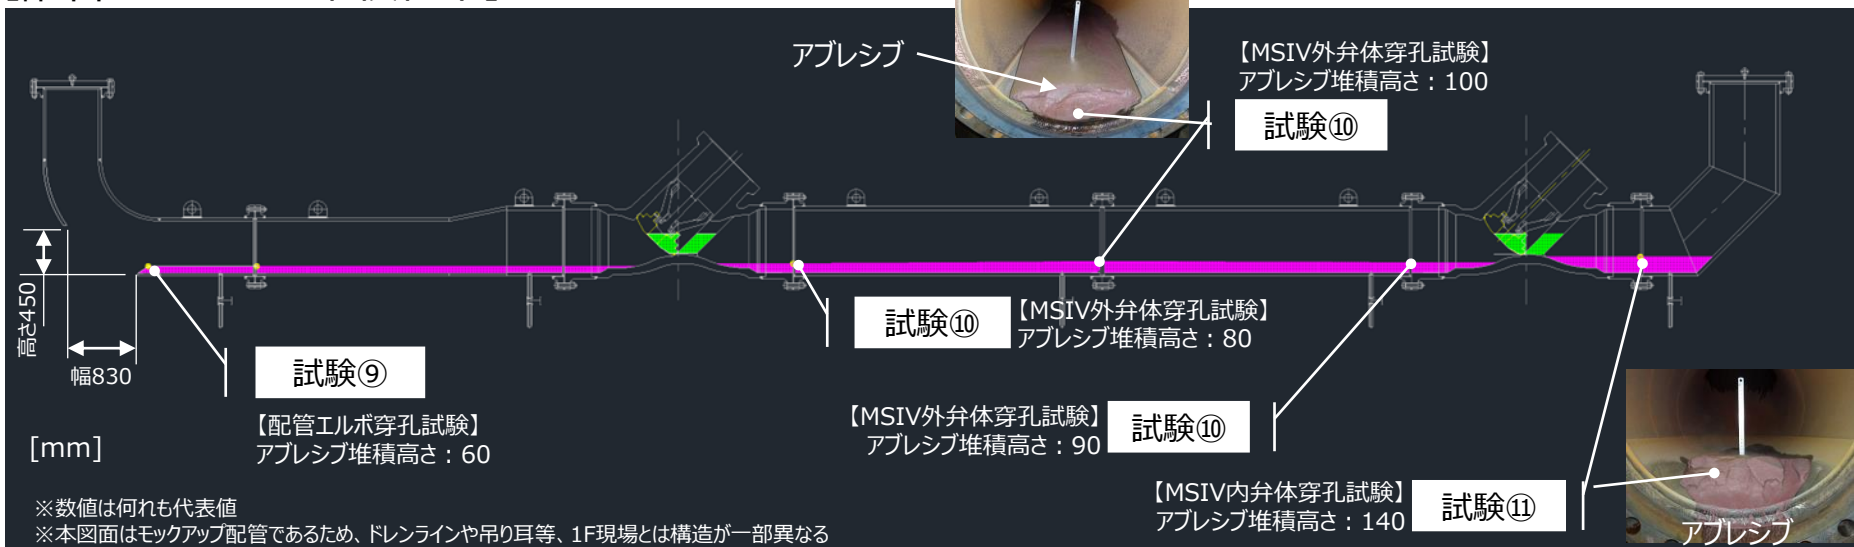 アブレシブ
【MSIV外弁体穿孔試験】
アブレシブ堆積高さ：100
試験⑩
高さ450
幅830
試験⑨
【配管エルボ穿孔試験】
アブレシブ堆積高さ：60
試験⑩
【MSIV外弁体穿孔試験】
アブレシブ堆積高さ：80
【MSIV外弁体穿孔試験】
アブレシブ堆積高さ：90
試験⑩
【MSIV内弁体穿孔試験】
アブレシブ堆積高さ：140
試験⑪
アブレシブ
[mm]
※数値は何れも代表値
※本図面はモックアップ配管であるため、ドレンラインや吊り耳等、1F現場とは構造が一部異なる